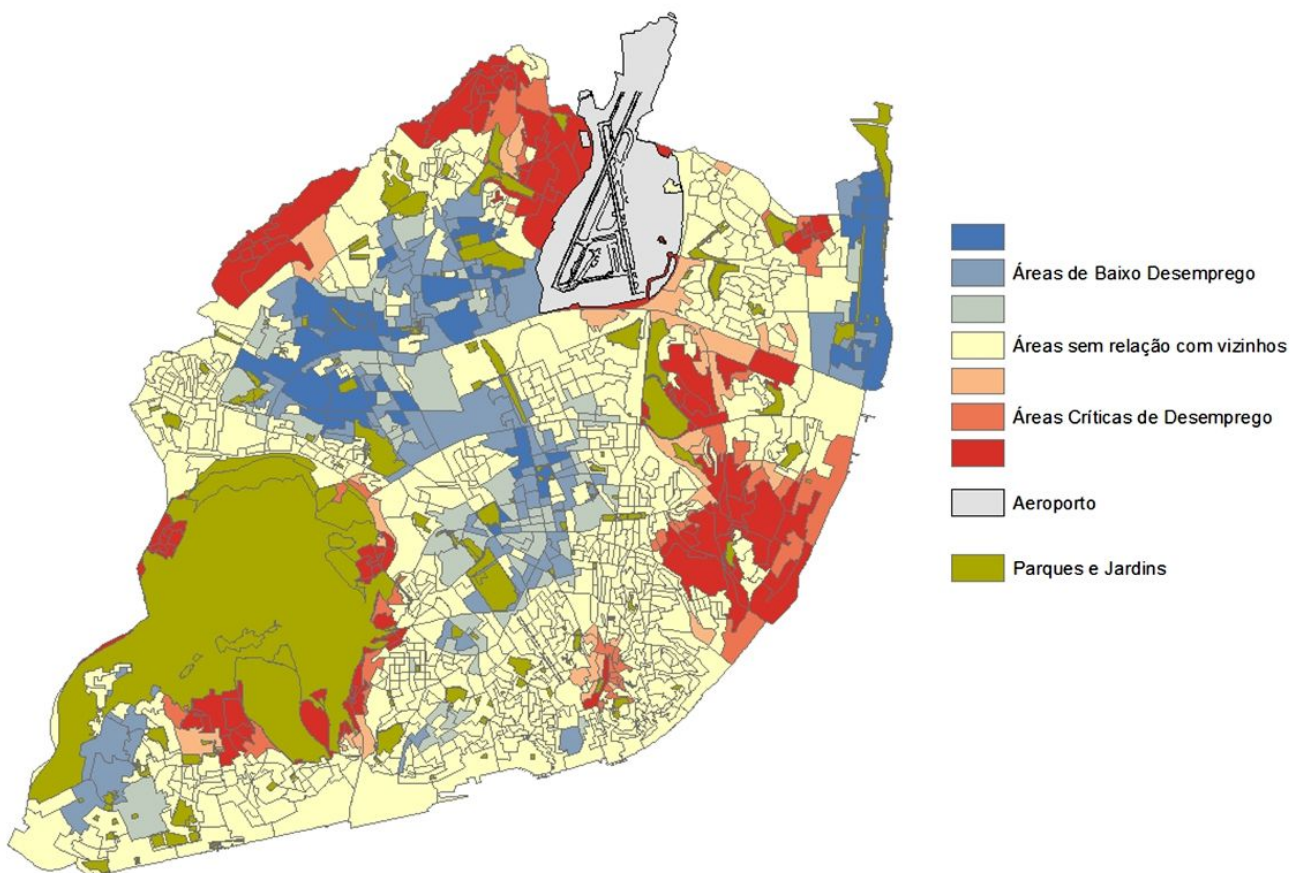 Áreas de Baixo Desemprego
Áreas sem relação com vizinhos
Áreas Críticas de Desemprego
Aeroporto
Parques e Jardins